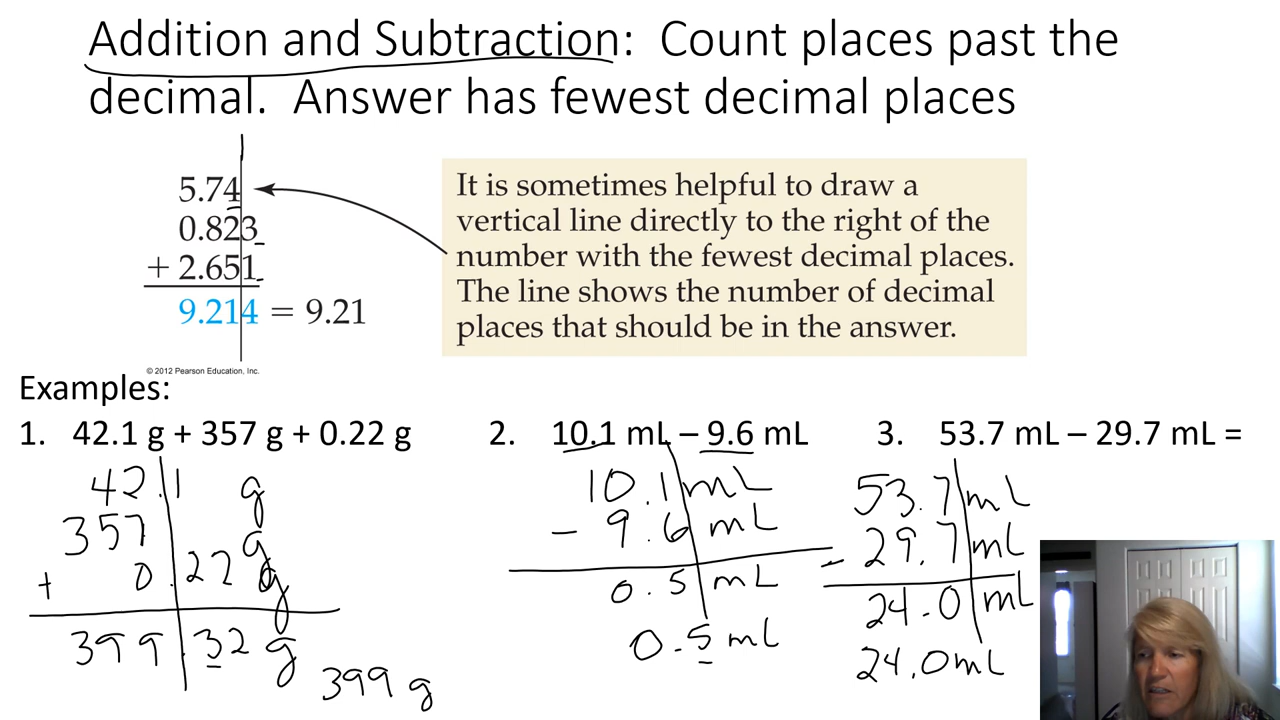 Addition and Subtraction: Count places past the
decimal. Answer has fewest decimal places
5.74
0.823
+ 2.651
9.214 = 9.21
It is sometimes helpful to draw a
vertical line directly to the right of the
number with the fewest decimal places.
The line shows the number of decimal
places that should be in the answer.
© 2012 Pearson Education, Inc.
Examples:
1. 42.1 g + 357 g + 0.22 g
42.1 g
357 g
+ 0.22 g
399.32 g
399 g
2. 10.1 mL – 9.6 mL
10.1 mL
- 9.6 mL
0.5 mL
0.5 mL
3. 53.7 mL – 29.7 mL =
53.7 mL
- 29.7 mL
24.0 mL
24.0 mL